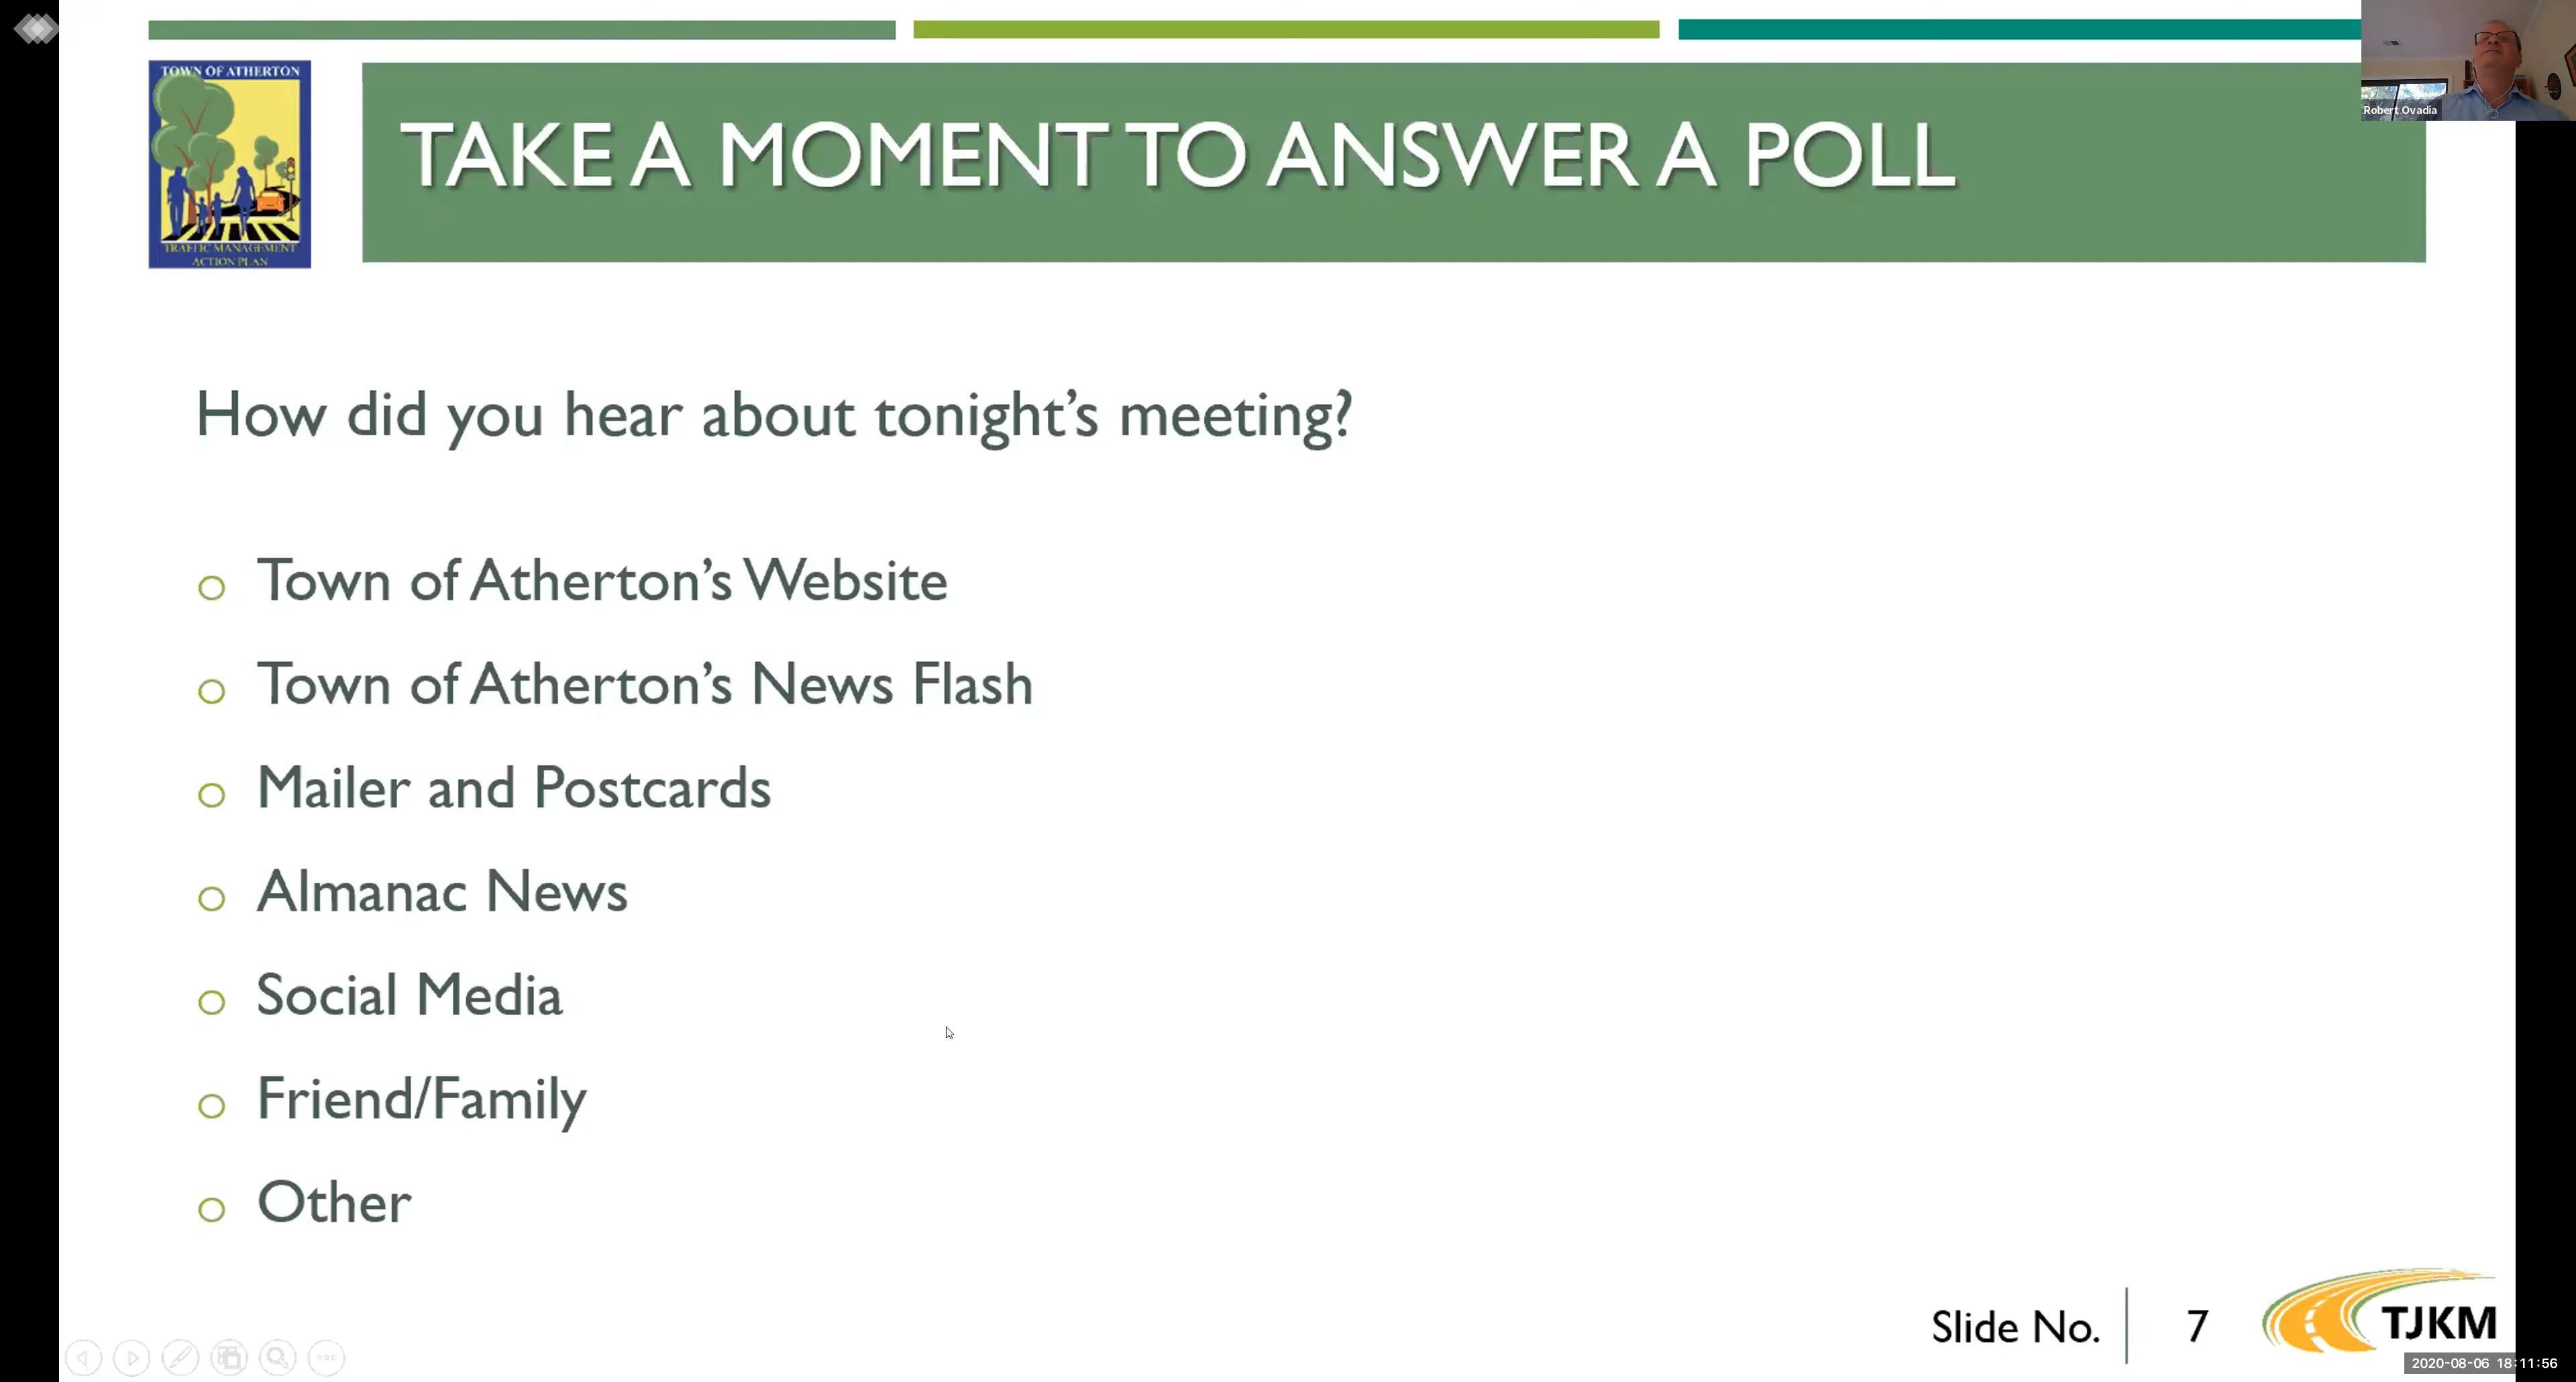 TOWN OF ATHERTON
TRAFFIC MANAGEMENT
ACTION PLAN
TAKE A MOMENT TO ANSWER A POLL
Robert Ovadia
How did you hear about tonight’s meeting?
Town of Atherton’s Website
Town of Atherton’s News Flash
Mailer and Postcards
Almanac News
Social Media
Friend/Family
Other
Slide No. 7
TJKM
2020-08-06 18:11:56